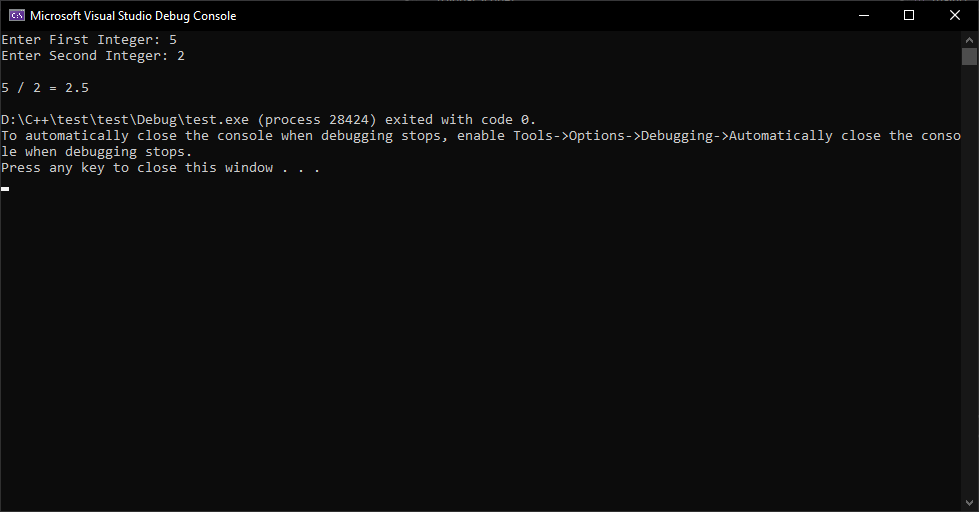 Microsoft Visual Studio Debug Console
Enter First Integer: 5
Enter Second Integer: 2
5 / 2 = 2.5
D:\C++\test\test\Debug\test.exe (process 28424) exited with code 0.
To automatically close the console when debugging stops, enable Tools->Options->Debugging->Automatically close the conso
le when debugging stops.
Press any key to close this window . . .